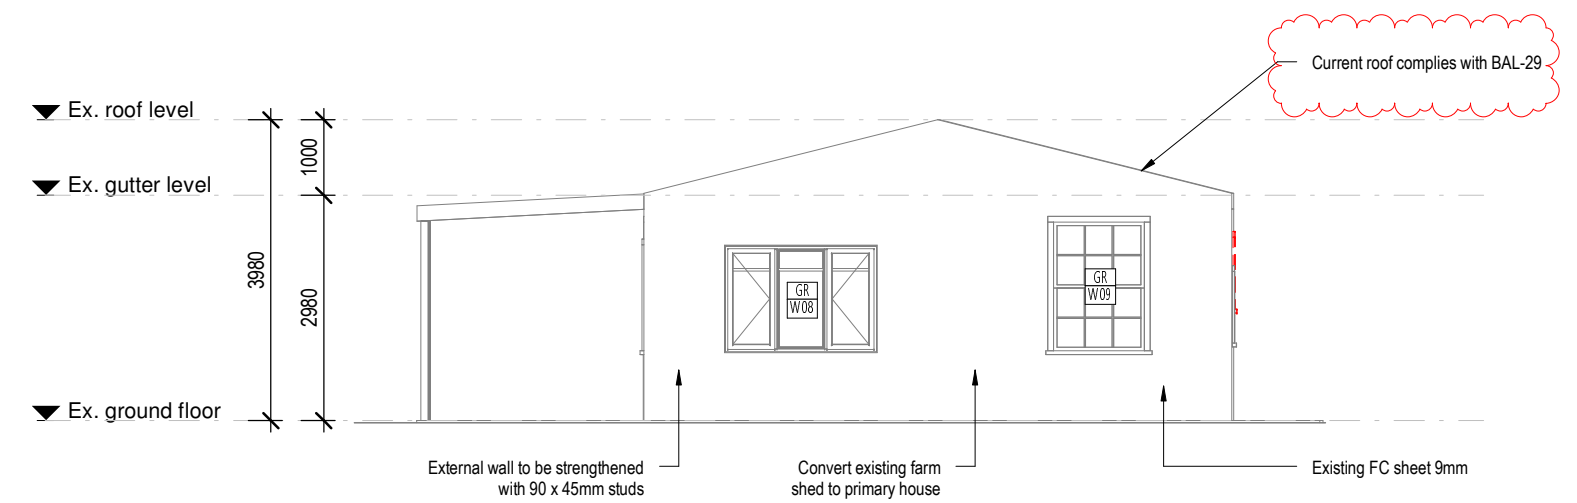 Current roof complies with BAL-29
Ex. roof level
1000
Ex. gutter level
3980
2980
GR
W08
GR
W09
Ex. ground floor
External wall to be strengthened
with 90 x 45mm studs
Convert existing farm
shed to primary house
Existing FC sheet 9mm